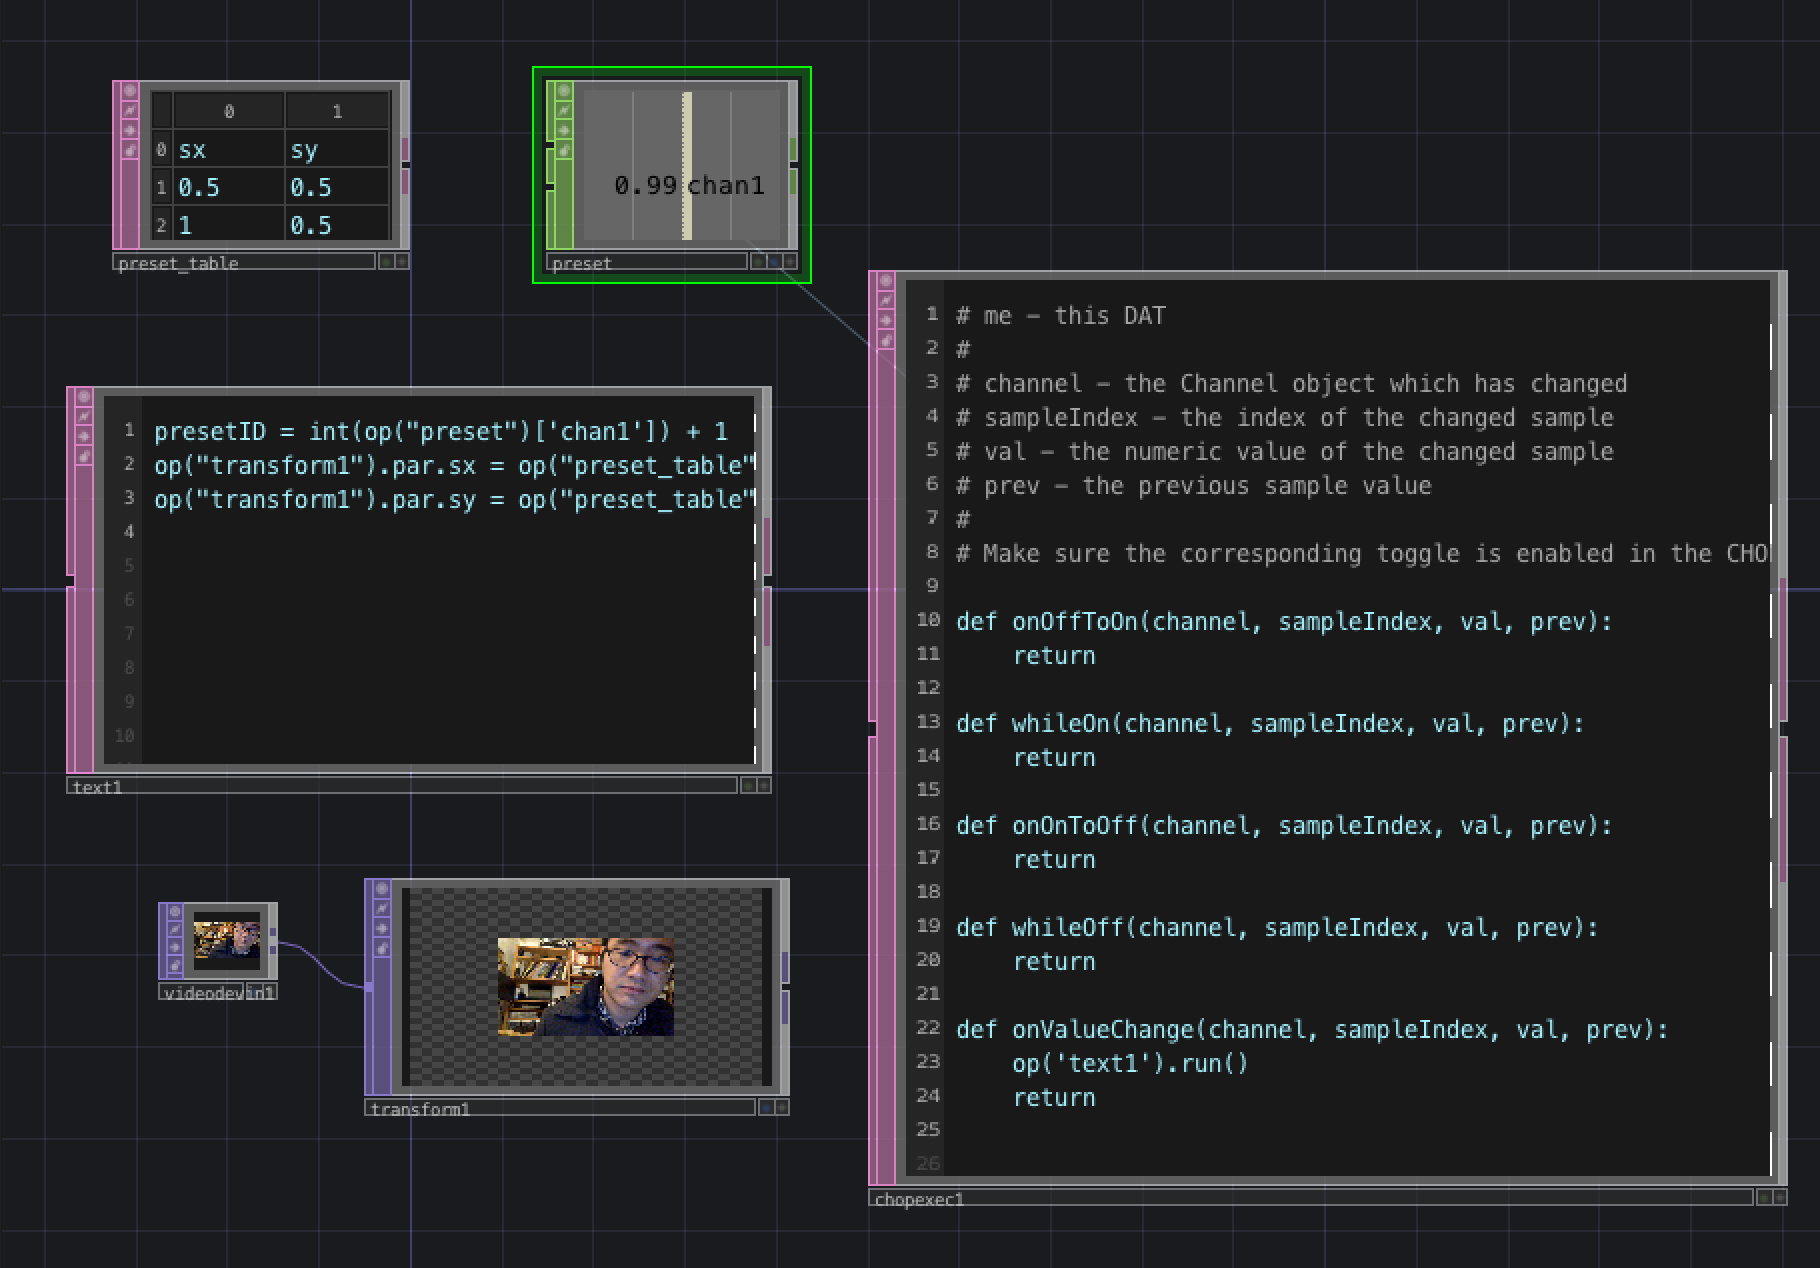 0 1
0 sx sy
1 0.5 0.5
2 1 0.5
preset_table
0.99 chan1
preset
1 presetID = int(op("preset")['chan1']) + 1
2 op("transform1").par.sx = op("preset_table"
3 op("transform1").par.sy = op("preset_table"
4
5
6
7
8
9
10
text1
videodevin1
transform1
1 # me – this DAT
2 #
3 # channel – the Channel object which has changed
4 # sampleIndex – the index of the changed sample
5 # val – the numeric value of the changed sample
6 # prev – the previous sample value
7 #
8 # Make sure the corresponding toggle is enabled in the CHO
9
10 def onOffToOn(channel, sampleIndex, val, prev):
11 return
12
13 def whileOn(channel, sampleIndex, val, prev):
14 return
15
16 def onOnToOff(channel, sampleIndex, val, prev):
17 return
18
19 def whileOff(channel, sampleIndex, val, prev):
20 return
21
22 def onValueChange(channel, sampleIndex, val, prev):
23 op('text1').run()
24 return
25
26
chopexec1